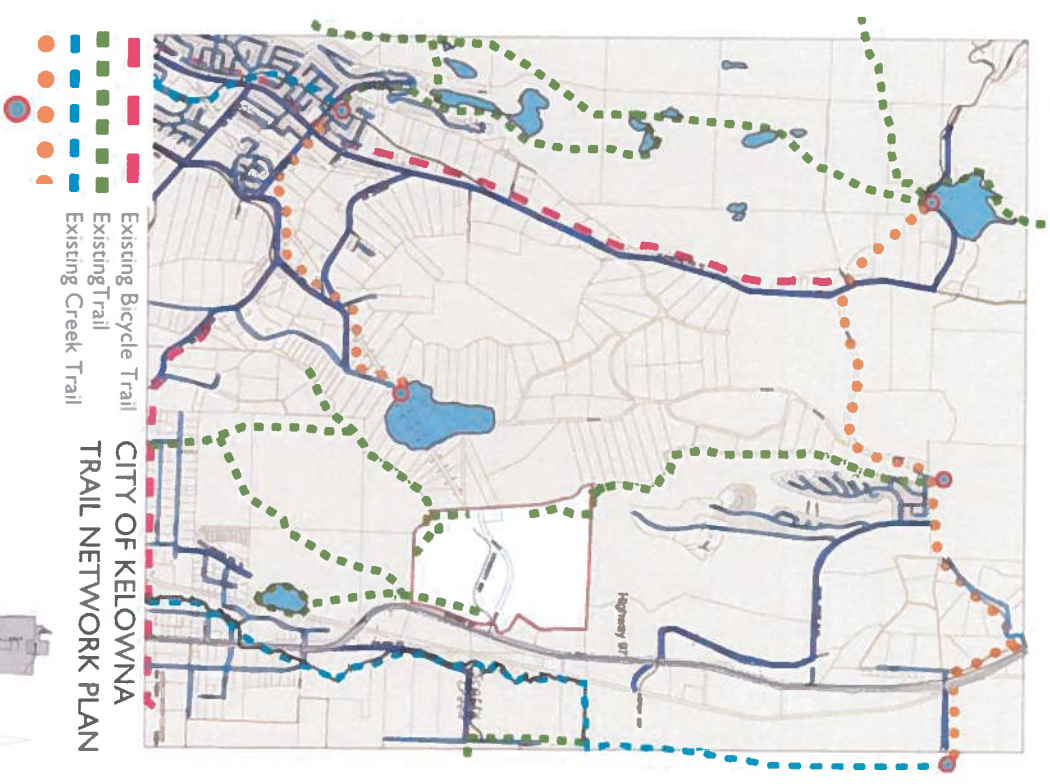 Existing Bicycle Trail
Existing Trail
Existing Creek Trail
CITY OF KELOWNA
TRAIL NETWORK PLAN
Highway 97